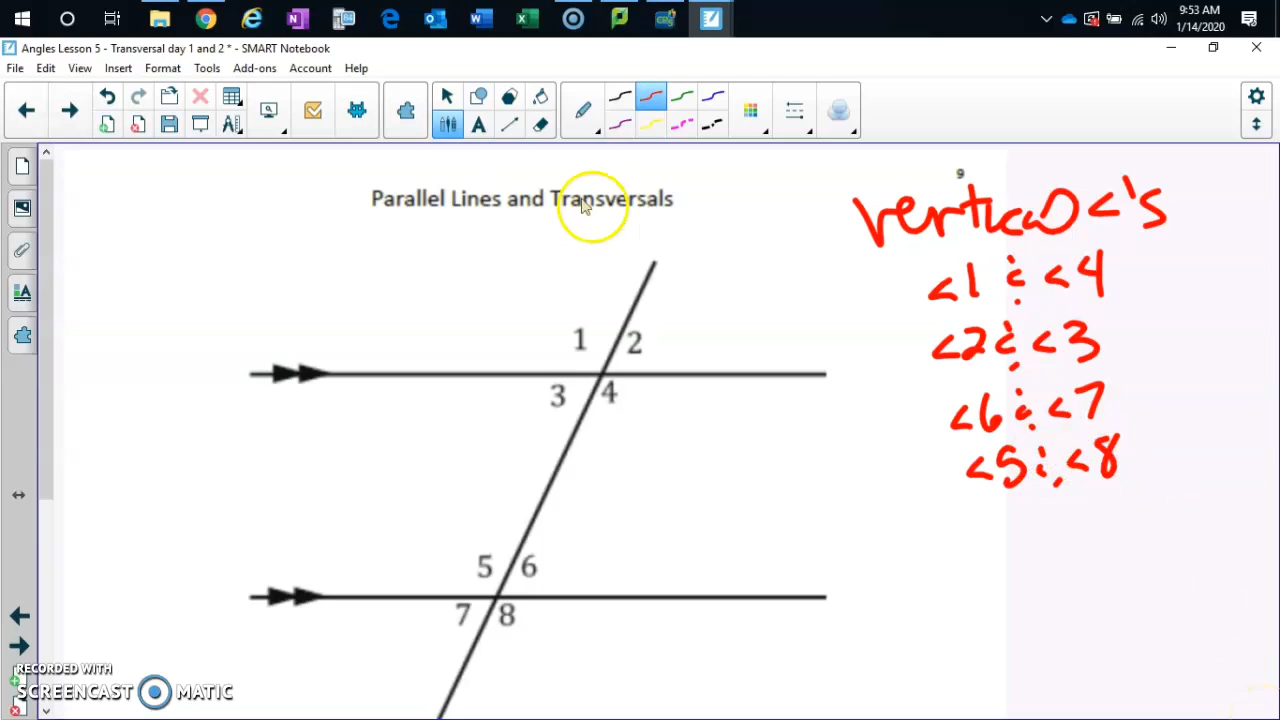 9:53 AM
1/14/2020
Angles Lesson 5 - Transversal day 1 and 2 * - SMART Notebook
File Edit View Insert Format Tools Add-ons Account Help
9
Parallel Lines and Transversals
vertical <'s
<1 & <4
<2 & <3
<6 & <7
<5 & <8
1 2
3 4
5 6
7 8
RECORDED WITH
SCREENCAST MATIC